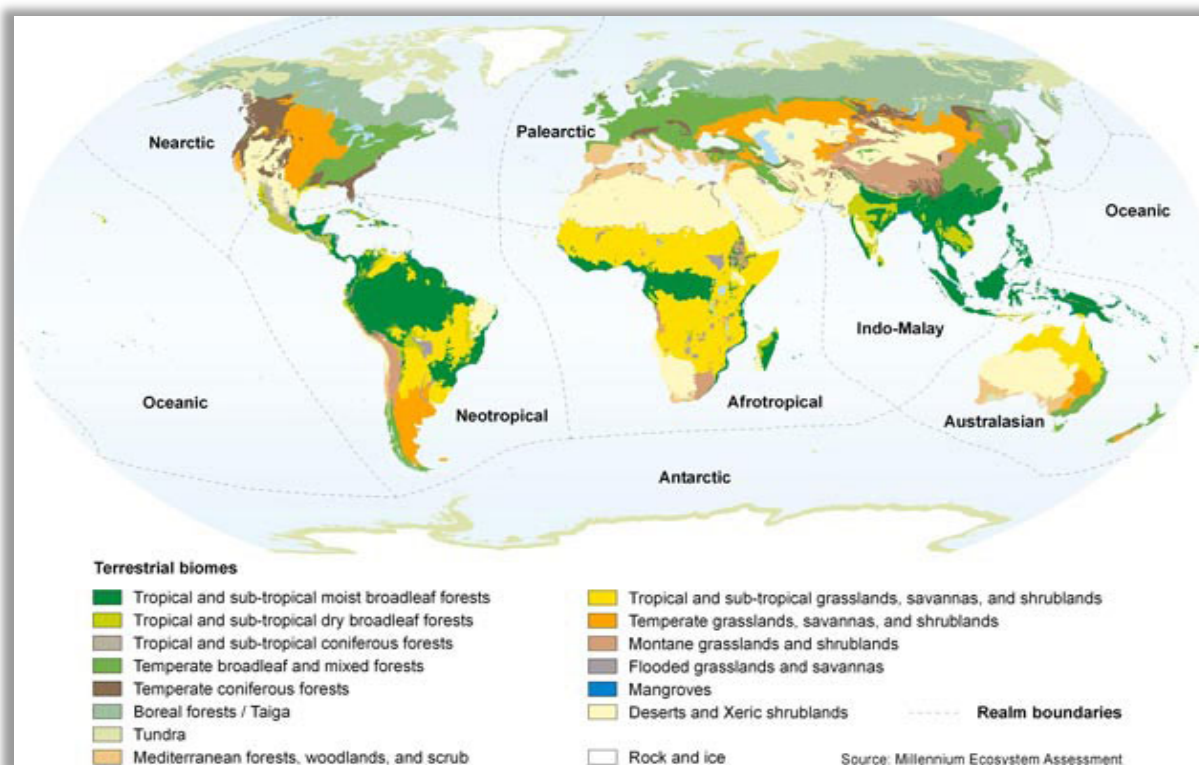 Nearctic
Palearctic
Oceanic
Indo-Malay
Oceanic
Neotropical
Afrotropical
Australasian
Antarctic
Terrestrial biomes
Tropical and sub-tropical moist broadleaf forests
Tropical and sub-tropical dry broadleaf forests
Tropical and sub-tropical coniferous forests
Temperate broadleaf and mixed forests
Temperate coniferous forests
Boreal forests / Taiga
Tundra
Mediterranean forests, woodlands, and scrub
Tropical and sub-tropical grasslands, savannas, and shrublands
Temperate grasslands, savannas, and shrublands
Montane grasslands and shrublands
Flooded grasslands and savannas
Mangroves
Deserts and Xeric shrublands
Realm boundaries
Rock and ice
Source: Millennium Ecosystem Assessment